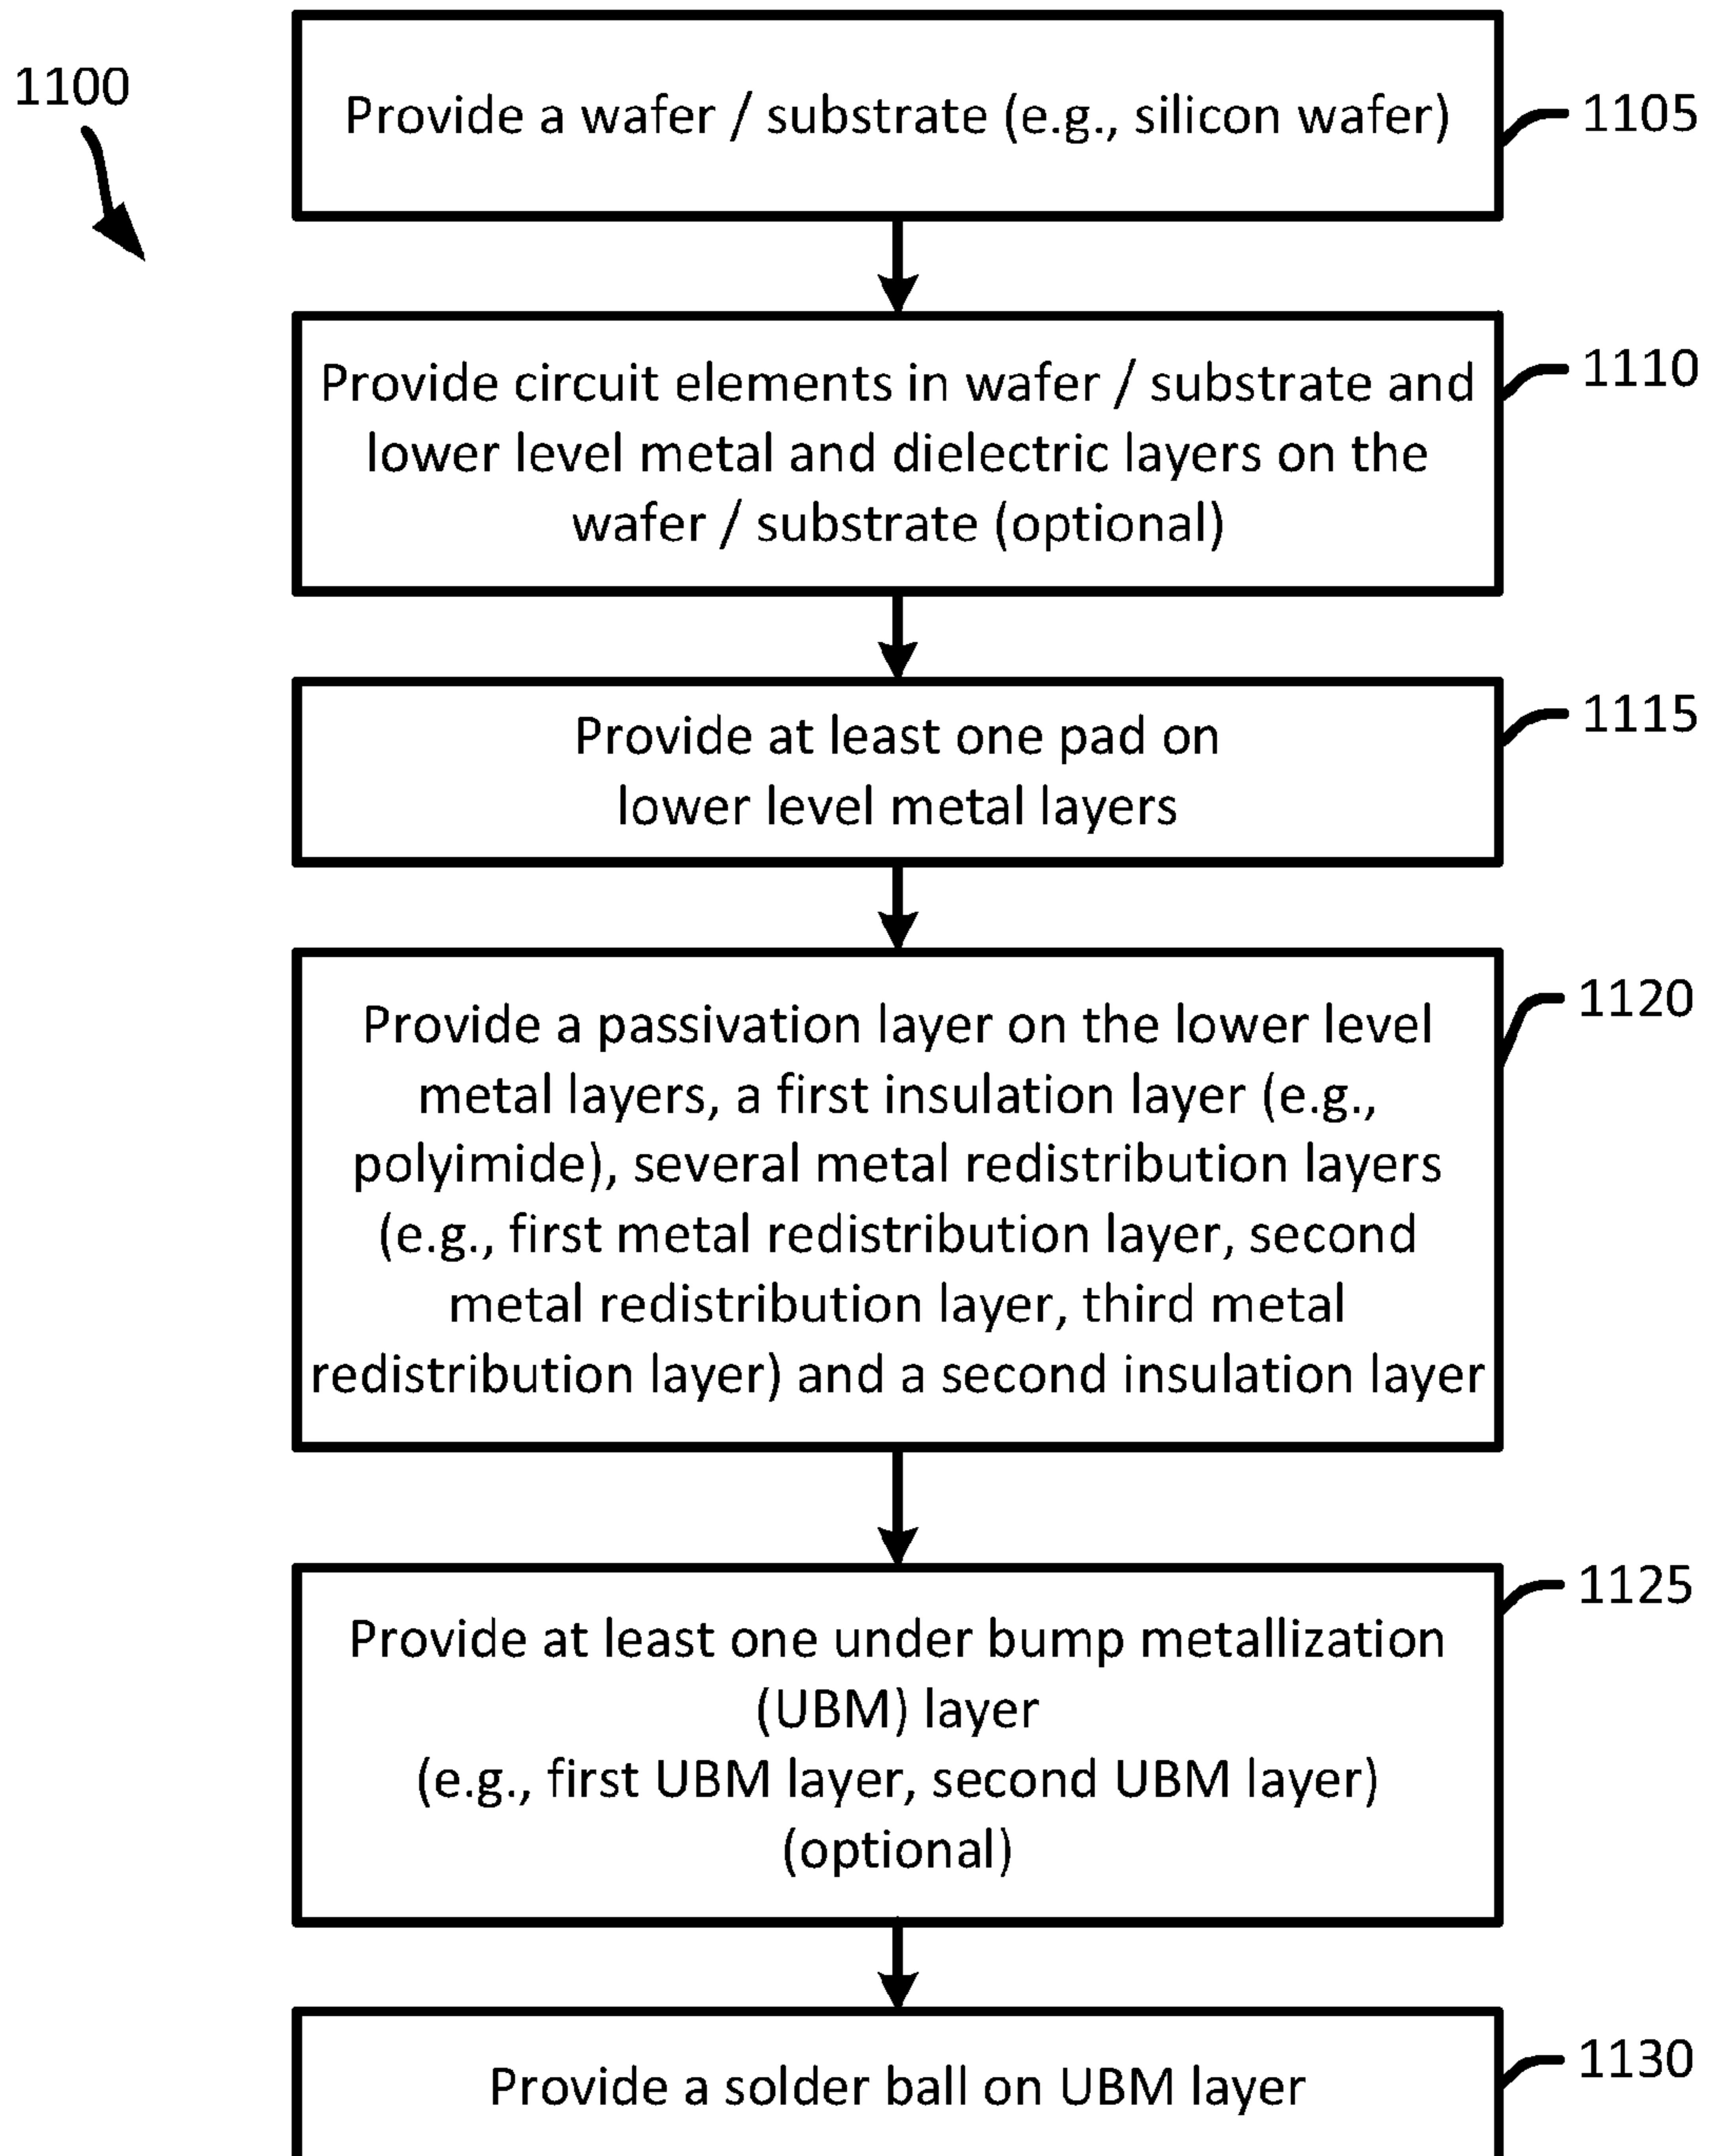 1100
Provide a wafer / substrate (e.g., silicon wafer)
1105
Provide circuit elements in wafer / substrate and
lower level metal and dielectric layers on the
wafer / substrate (optional)
1110
Provide at least one pad on
lower level metal layers
1115
Provide a passivation layer on the lower level
metal layers, a first insulation layer (e.g.,
polyimide), several metal redistribution layers
(e.g., first metal redistribution layer, second
metal redistribution layer, third metal
redistribution layer) and a second insulation layer
1120
Provide at least one under bump metallization
(UBM) layer
(e.g., first UBM layer, second UBM layer)
(optional)
1125
Provide a solder ball on UBM layer
1130